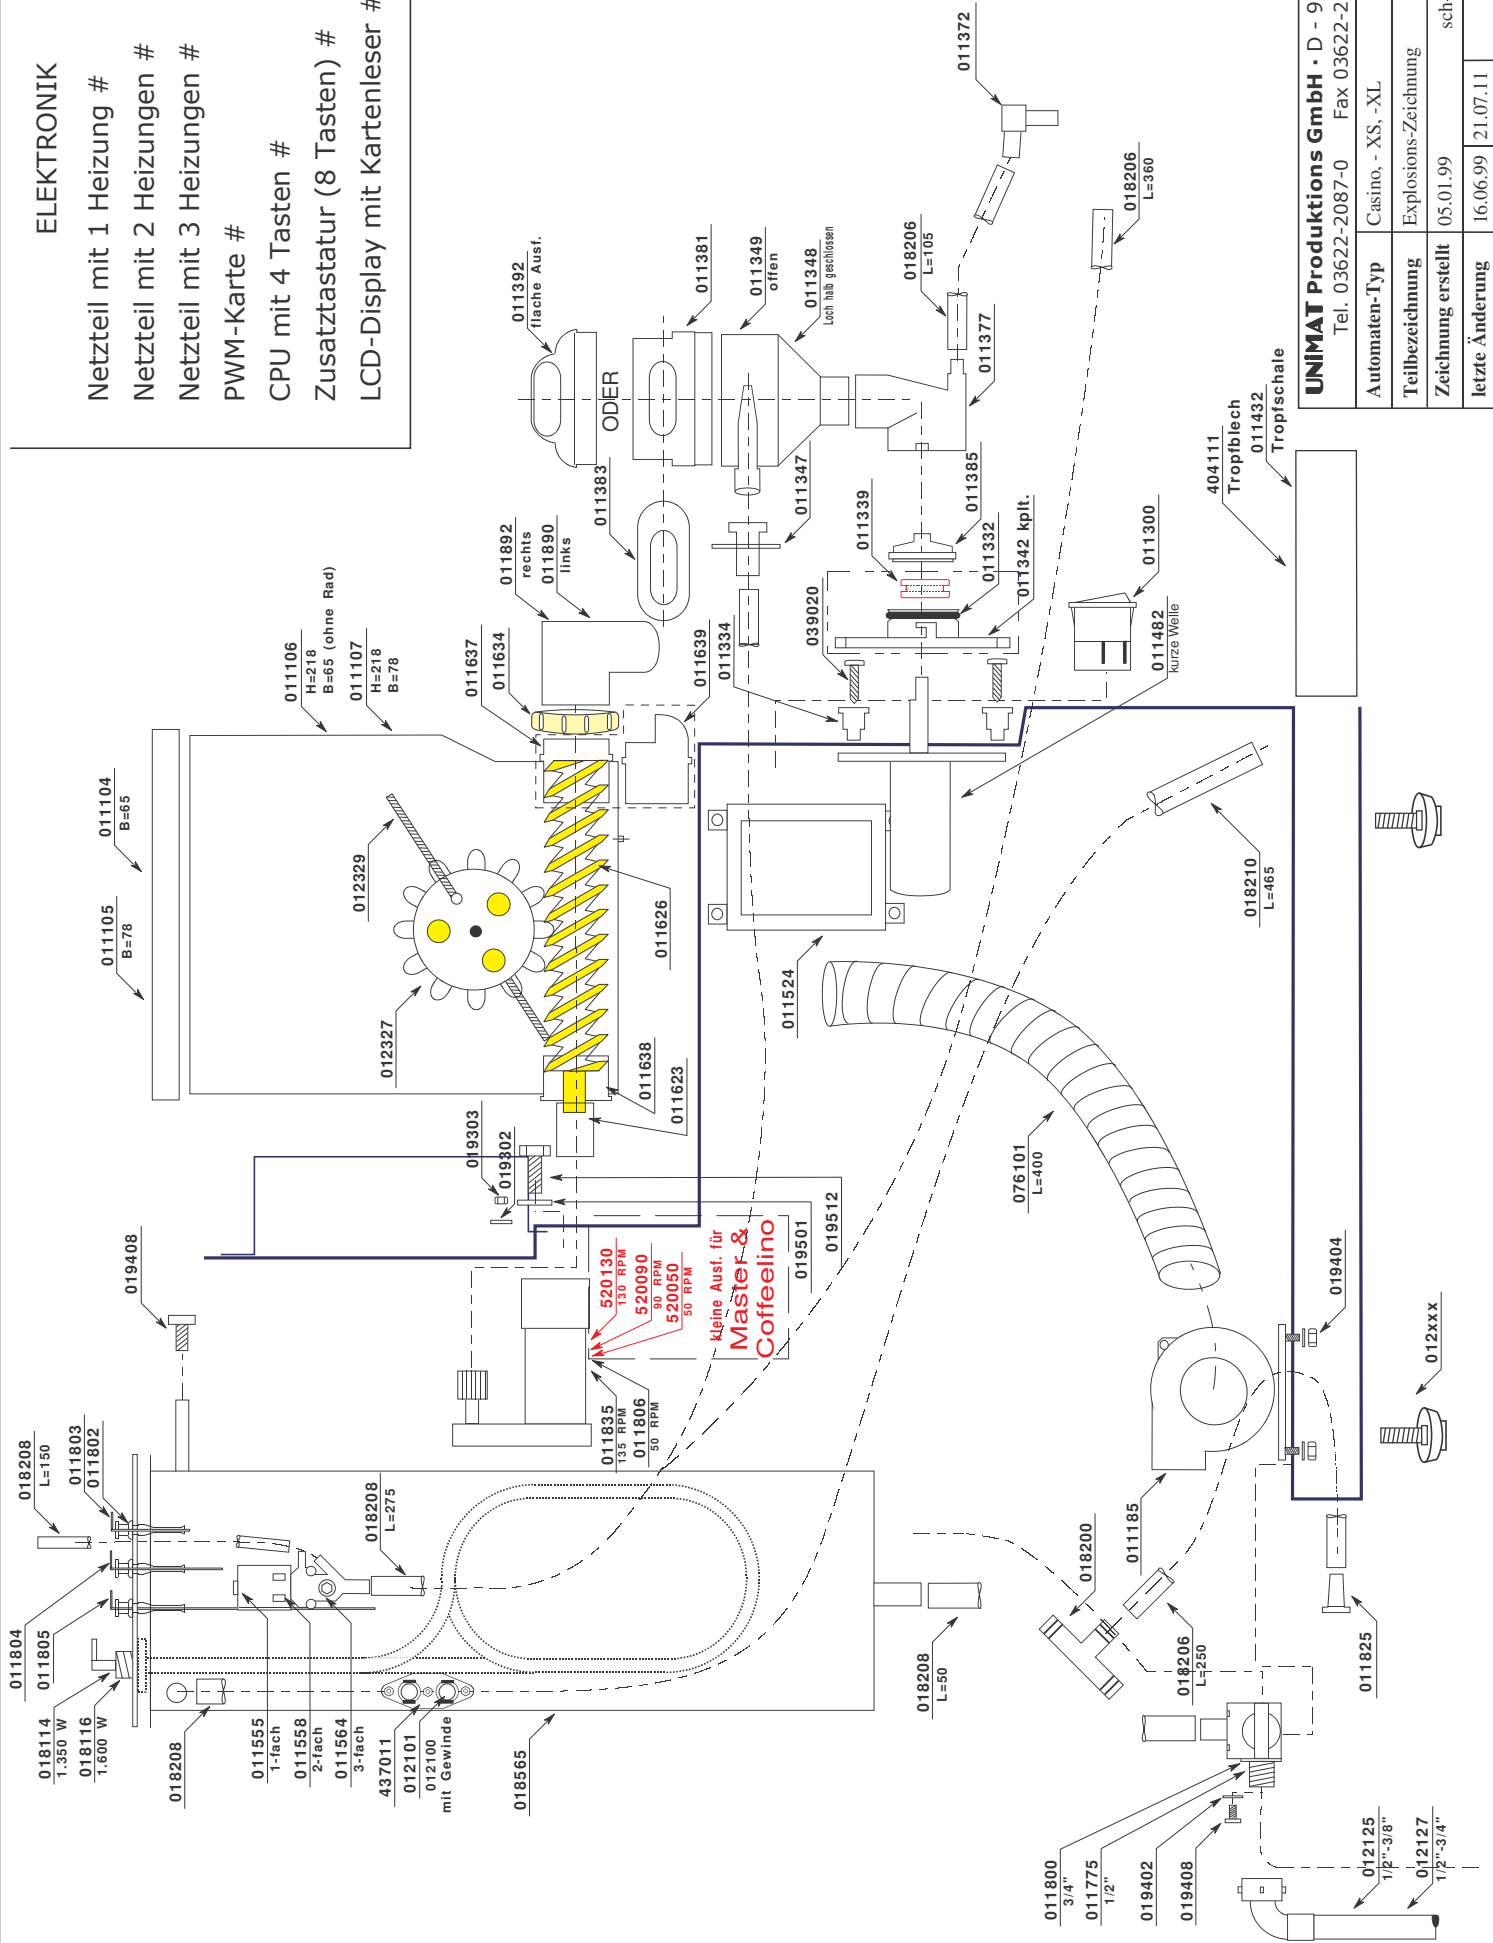 ELEKTRONIK
Netzteil mit 1 Heizung #
Netzteil mit 2 Heizungen #
Netzteil mit 3 Heizungen #
PWM-Karte #
CPU mit 4 Tasten #
Zusatztastatur (8 Tasten) #
LCD-Display mit Kartenleser #
011105
B=78
011104
B=65
011106
H=218
B=65 (ohne Rad)
011107
H=218
B=78
012329
012327
011637
011634
011892
rechts
011890
links
011383
011392
flache Ausf.
ODER
011381
011349
offen
011348
Loch halb geschlossen
011372
018206
L=105
011377
018206
L=360
011347
011339
011385
011332
011342 kplt.
039020
011334
011639
011626
011638
011623
019303
019302
019408
019512
019501
011300
011482
kurze Welle
404111
Tropfblech
011432
Tropfschale
018210
L=465
011524
076101
L=400
520130
130 RPM
520090
90 RPM
520050
50 RPM
kleine Ausf. für
Master &
Coffeelino
011835
135 RPM
011806
50 RPM
018208
L=150
011803
011802
011804
011805
018114
1.350 W
018116
1.600 W
018208
018208
L=275
011555
1-fach
011558
2-fach
011564
3-fach
437011
012101
012100
mit Gewinde
018565
018208
L=50
018200
011185
018206
L=250
019404
012xxx
011825
011800
3/4"
011775
1/2"
019402
019408
012125
1/2"-3/8"
012127
1/2"-3/4"
UNiMAT Produktions GmbH · D - 9
Tel. 03622-2087-0 Fax 03622-2
Automaten-Typ Casino, - XS, -XL
Teilbezeichnung Explosions-Zeichnung
Zeichnung erstellt 05.01.99 sch-
letzte Änderung 16.06.99 21.07.11